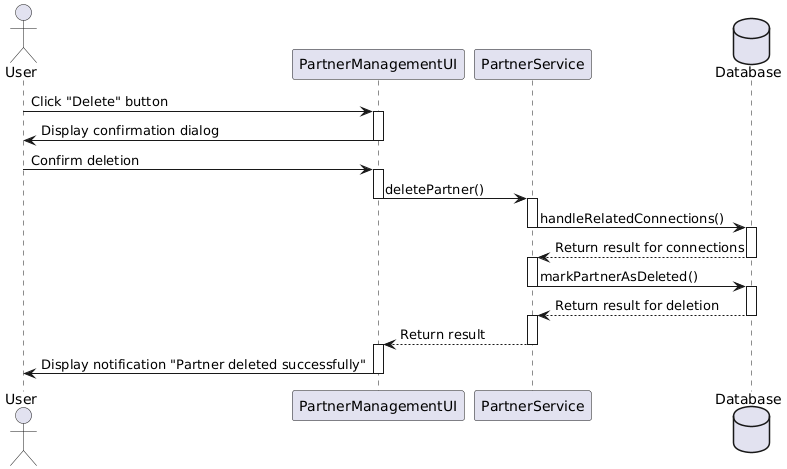 User
PartnerManagementUI
PartnerService
Database
Click "Delete" button
Display confirmation dialog
Confirm deletion
deletePartner()
handleRelatedConnections()
Return result for connections
markPartnerAsDeleted()
Return result for deletion
Return result
Display notification "Partner deleted successfully"
User
PartnerManagementUI
PartnerService
Database